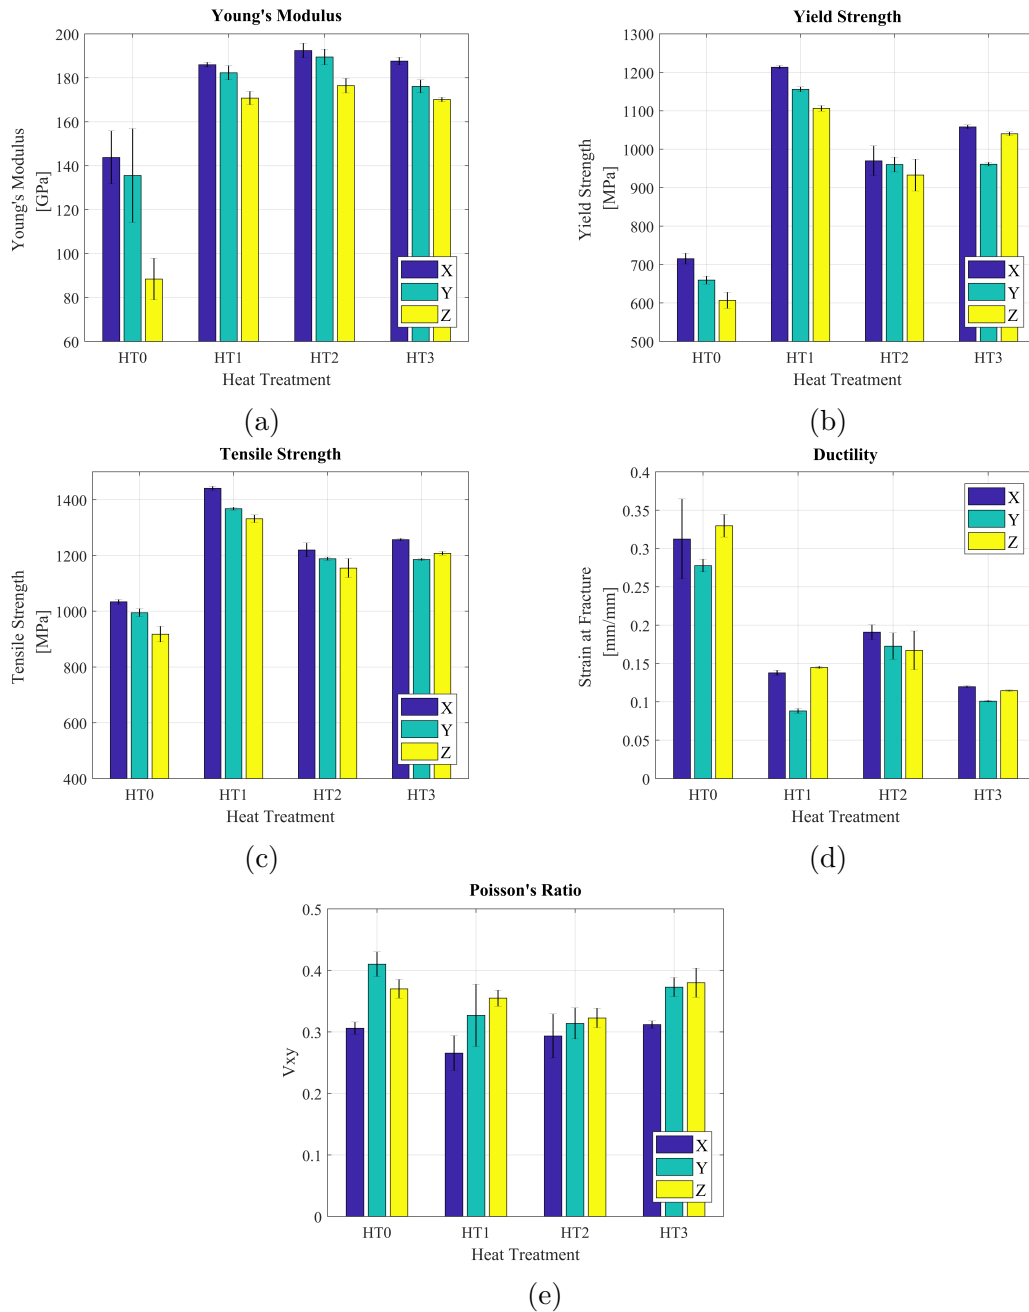 Young's Modulus
200
180
160
140
120
100
80
60
Young's Modulus
[GPa]
X
Y
Z
HT0 HT1 HT2 HT3
Heat Treatment
(a)
Yield Strength
1300
1200
1100
1000
900
800
700
600
500
Yield Strength
[MPa]
X
Y
Z
HT0 HT1 HT2 HT3
Heat Treatment
(b)
Tensile Strength
1400
1200
1000
800
600
400
Tensile Strength
[MPa]
X
Y
Z
HT0 HT1 HT2 HT3
Heat Treatment
(c)
Ductility
0.4
0.35
0.3
0.25
0.2
0.15
0.1
0.05
0
Strain at Fracture
[mm/mm]
X
Y
Z
HT0 HT1 HT2 HT3
Heat Treatment
(d)
Poisson's Ratio
0.5
0.4
0.3
0.2
0.1
0
Vxy
X
Y
Z
HT0 HT1 HT2 HT3
Heat Treatment
(e)